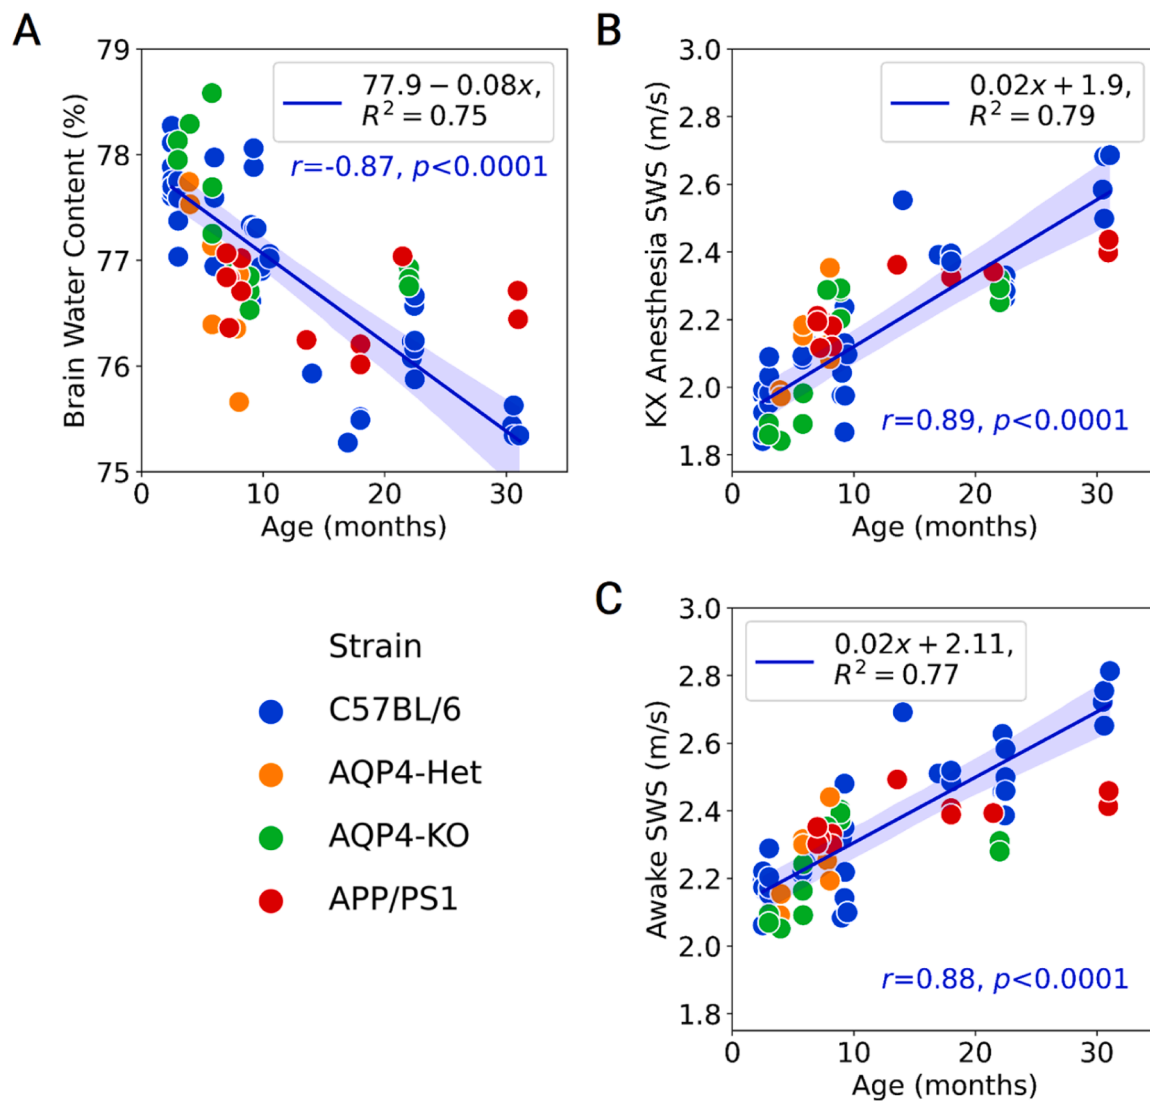 A
79
78
77
76
75
Brain Water Content (%)
77.9 − 0.08x,
R² = 0.75
r=-0.87, p<0.0001
0 10 20 30
Age (months)
B
3.0
2.8
2.6
2.4
2.2
2.0
1.8
KX Anesthesia SWS (m/s)
0.02x + 1.9,
R² = 0.79
r=0.89, p<0.0001
0 10 20 30
Age (months)
Strain
C57BL/6
AQP4-Het
AQP4-KO
APP/PS1
C
3.0
2.8
2.6
2.4
2.2
2.0
1.8
Awake SWS (m/s)
0.02x + 2.11,
R² = 0.77
r=0.88, p<0.0001
0 10 20 30
Age (months)